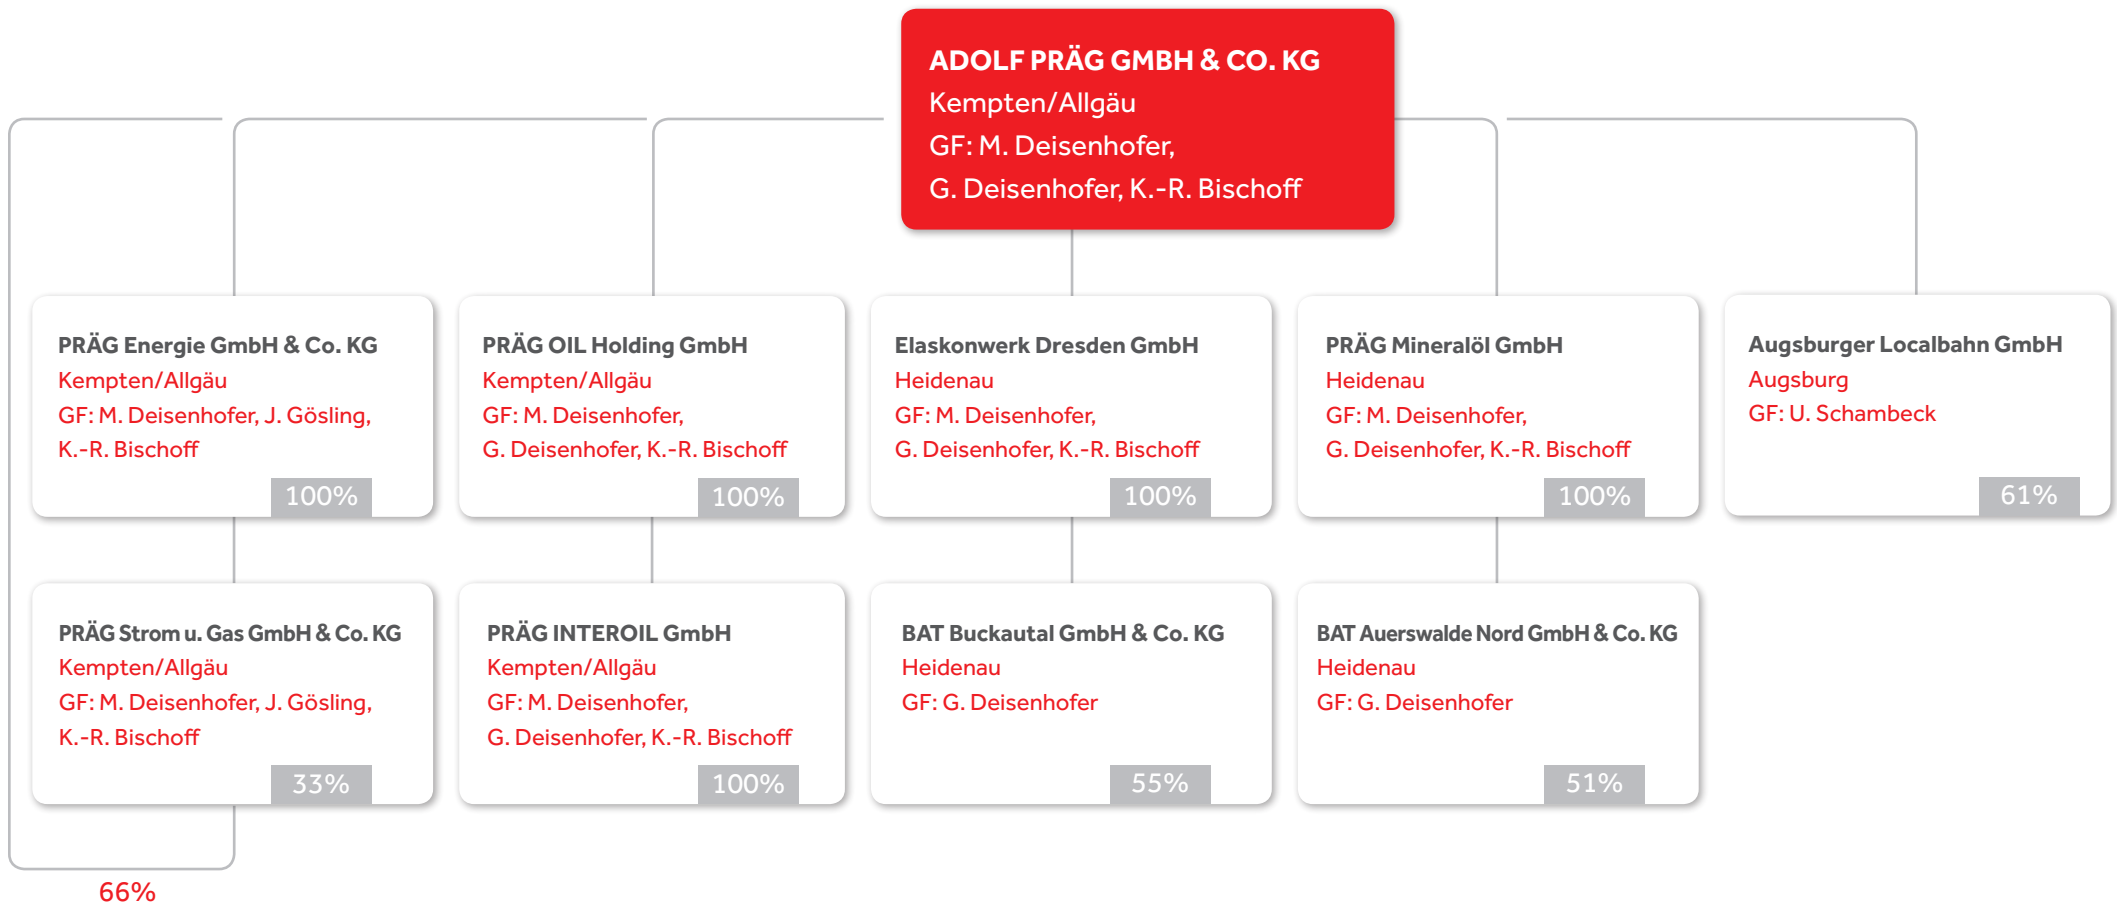 ADOLF PRÄG GMBH & CO. KG
Kempten/Allgäu
GF: M. Deisenhofer,
G. Deisenhofer, K.-R. Bischoff
PRÄG Energie GmbH & Co. KG
Kempten/Allgäu
GF: M. Deisenhofer, J. Gösling,
K.-R. Bischoff
100%
PRÄG OIL Holding GmbH
Kempten/Allgäu
GF: M. Deisenhofer,
G. Deisenhofer, K.-R. Bischoff
100%
Elaskonwerk Dresden GmbH
Heidenau
GF: M. Deisenhofer,
G. Deisenhofer, K.-R. Bischoff
100%
PRÄG Mineralöl GmbH
Heidenau
GF: M. Deisenhofer,
G. Deisenhofer, K.-R. Bischoff
100%
Augsburger Localbahn GmbH
Augsburg
GF: U. Schambeck
61%
PRÄG Strom u. Gas GmbH & Co. KG
Kempten/Allgäu
GF: M. Deisenhofer, J. Gösling,
K.-R. Bischoff
33%
PRÄG INTEROIL GmbH
Kempten/Allgäu
GF: M. Deisenhofer,
G. Deisenhofer, K.-R. Bischoff
100%
BAT Buckautal GmbH & Co. KG
Heidenau
GF: G. Deisenhofer
55%
BAT Auerswalde Nord GmbH & Co. KG
Heidenau
GF: G. Deisenhofer
51%
66%